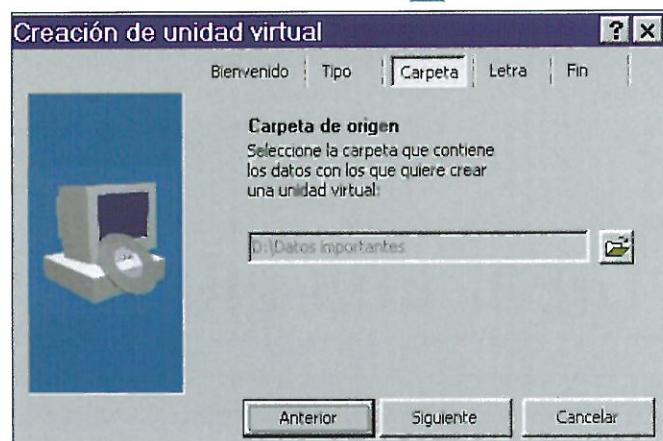 Creación de unidad virtual
Bienvenido Tipo Carpeta Letra Fin
Carpeta de origen
Seleccione la carpeta que contiene
los datos con los que quiere crear
una unidad virtual:
D:\Datos importantes
Anterior Siguiente Cancelar